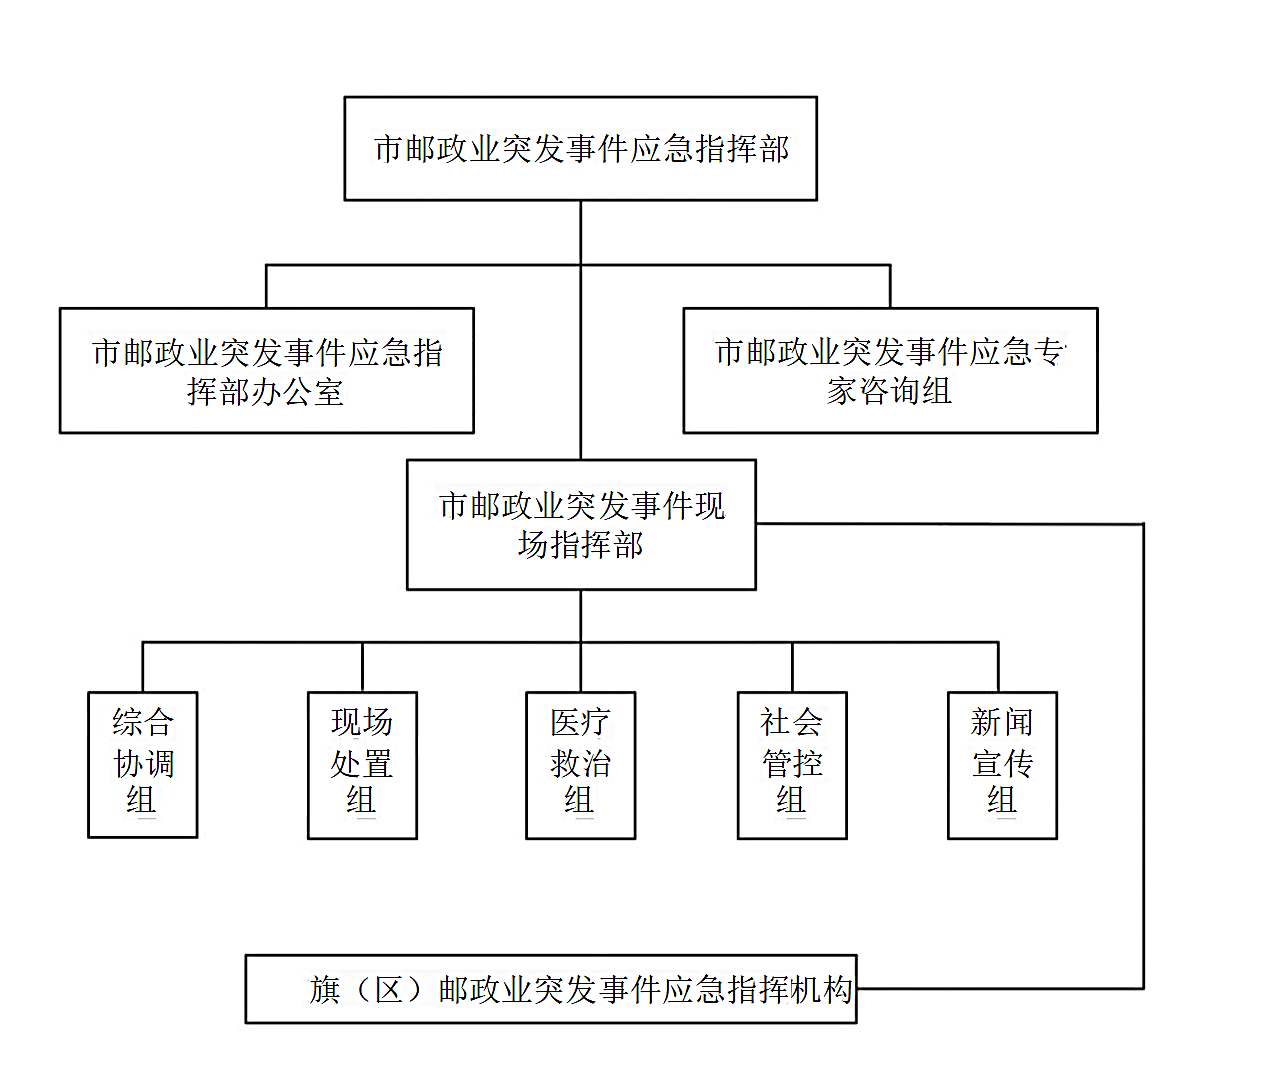 市邮政业突发事件应急指挥部
市邮政业突发事件应急指
挥部办公室
市邮政业突发事件应急专
家咨询组
市邮政业突发事件现
场指挥部
综合
协调
组
现场
处置
组
医疗
救治
组
社会
管控
组
新闻
宣传
组
旗（区）邮政业突发事件应急指挥机构